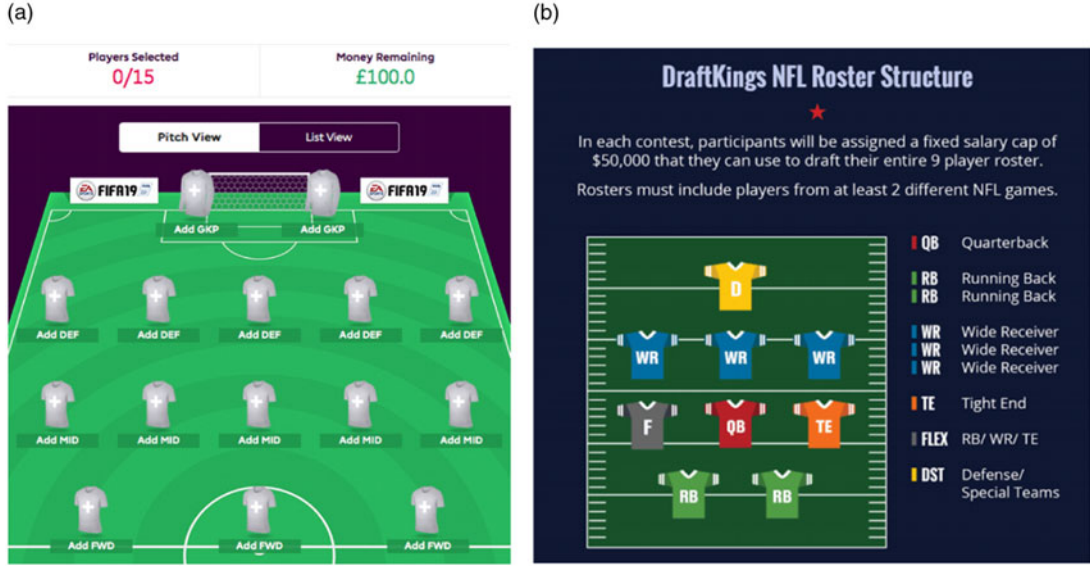 (a)
Players Selected
0/15
Money Remaining
£100.0
Pitch View
List View
EA SPORTS FIFA19
EA SPORTS FIFA19
Add GKP
Add GKP
Add DEF
Add DEF
Add DEF
Add DEF
Add DEF
Add MID
Add MID
Add MID
Add MID
Add MID
Add FWD
Add FWD
Add FWD
(b)
DraftKings NFL Roster Structure
In each contest, participants will be assigned a fixed salary cap of
$50,000 that they can use to draft their entire 9 player roster.
Rosters must include players from at least 2 different NFL games.
D
WR WR WR
F QB TE
RB RB
QB Quarterback
RB Running Back
RB Running Back
WR Wide Receiver
WR Wide Receiver
WR Wide Receiver
TE Tight End
FLEX RB/ WR/ TE
DST Defense/
Special Teams